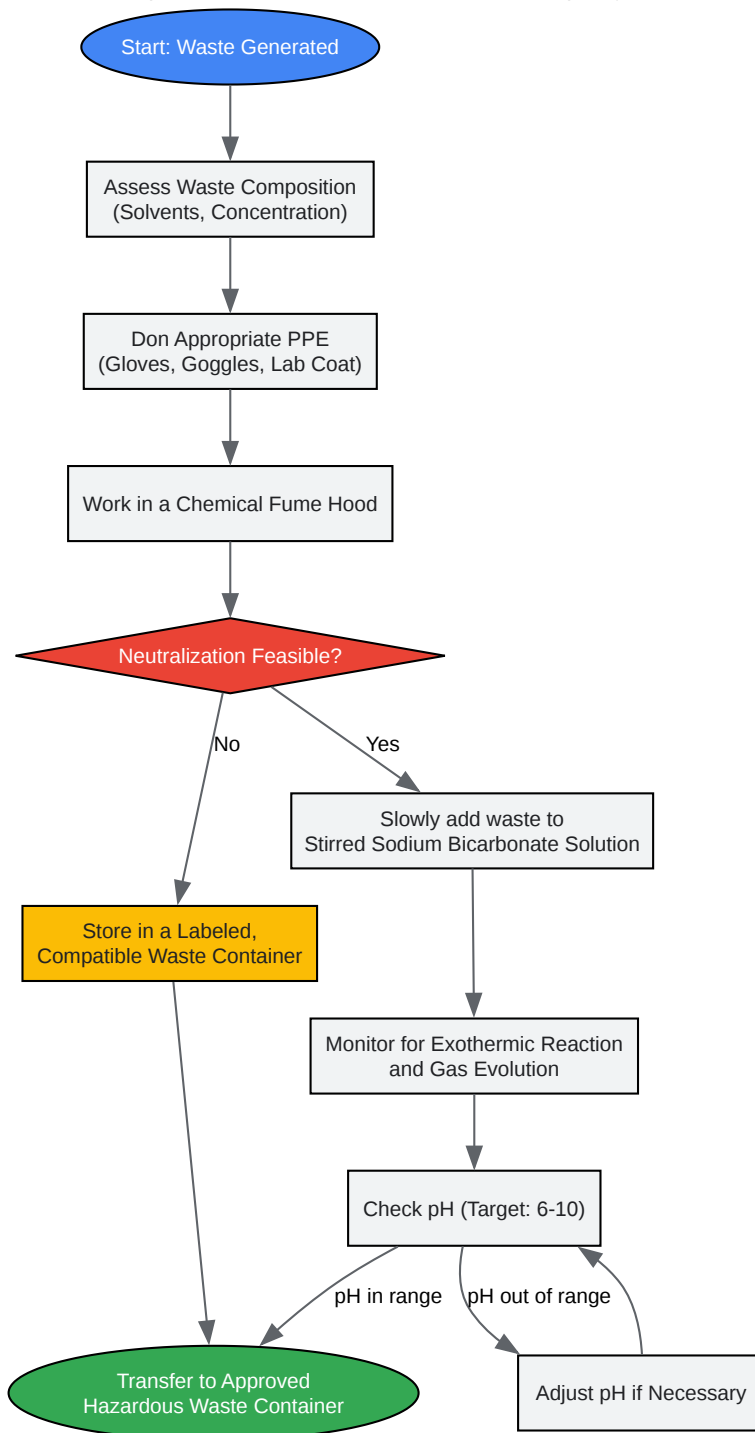 Start: Waste Generated
Assess Waste Composition
(Solvents, Concentration)
Don Appropriate PPE
(Gloves, Goggles, Lab Coat)
Work in a Chemical Fume Hood
Neutralization Feasible?
No
Yes
Slowly add waste to
Stirred Sodium Bicarbonate Solution
Store in a Labeled,
Compatible Waste Container
Monitor for Exothermic Reaction
and Gas Evolution
Check pH (Target: 6-10)
pH in range
pH out of range
Transfer to Approved
Hazardous Waste Container
Adjust pH if Necessary